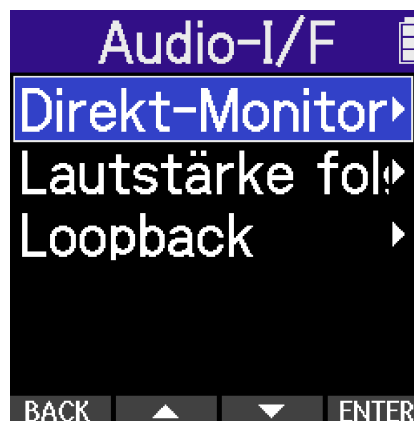 Audio-I/F
Direkt-Monitor
Lautstärke fol
Loopback
BACK ENTER